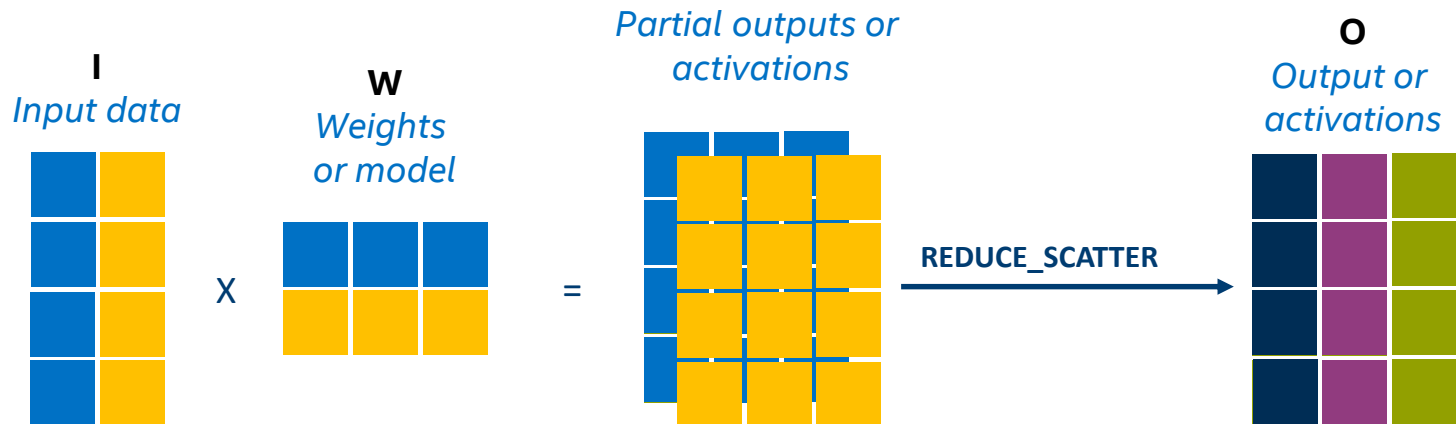 I
Input data
X
W
Weights
or model
=
Partial outputs or
activations
REDUCE_SCATTER
O
Output or
activations